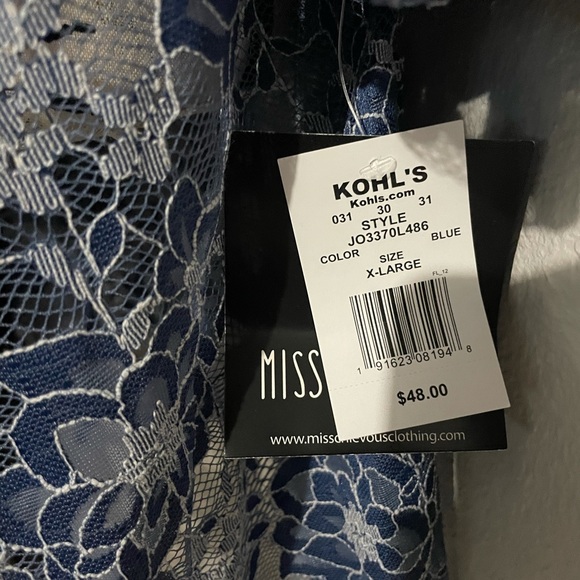 KOHL'S
Kohls.com
031 30 31
STYLE
JO3370L486
COLOR BLUE
SIZE
X-LARGE
FL_12
1 91623 08194 8
$48.00
MISS
www.misschievousclothing.com